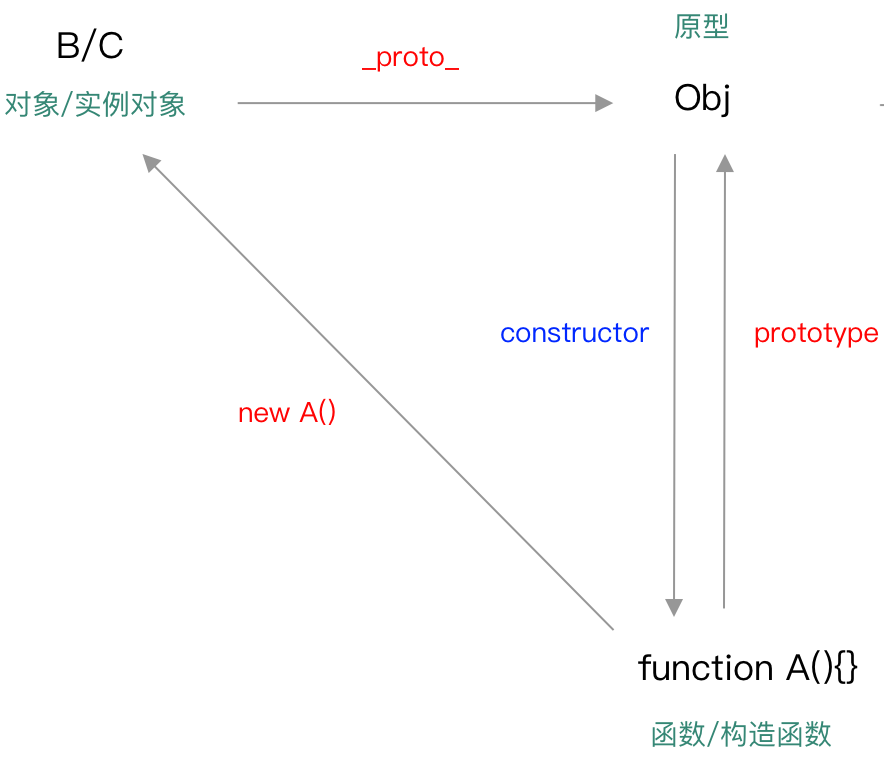 B/C
对象/实例对象
_proto_
原型
Obj
constructor
prototype
new A()
function A(){}
函数/构造函数